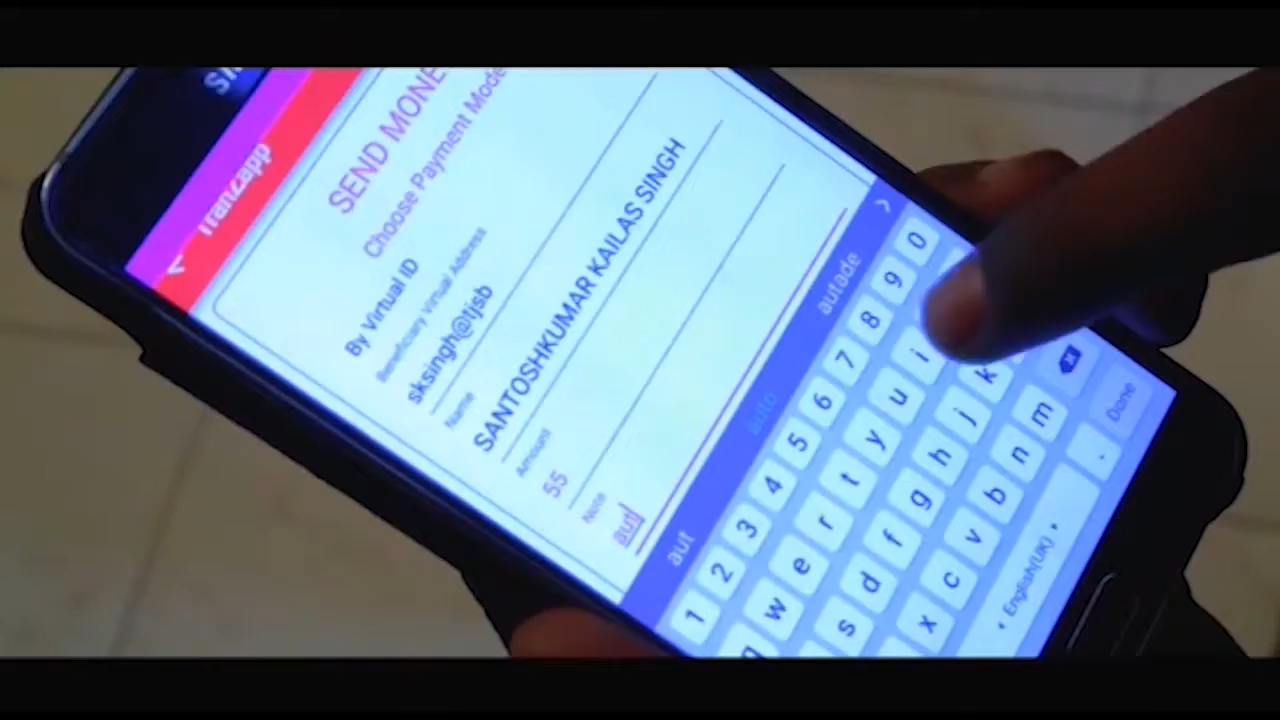 Tranzapp
SEND MONE
Choose Payment Mode
By Virtual ID
Beneficiary Virtual Address
sksingh@tjsb
Name
SANTOSHKUMAR KAILAS SINGH
Amount
55
Note
aut
aut auto autade
1 2 3 4 5 6 7 8 9 0
w e r t y u i
s d f g h j k
x c v b n m
English(UK) . Done